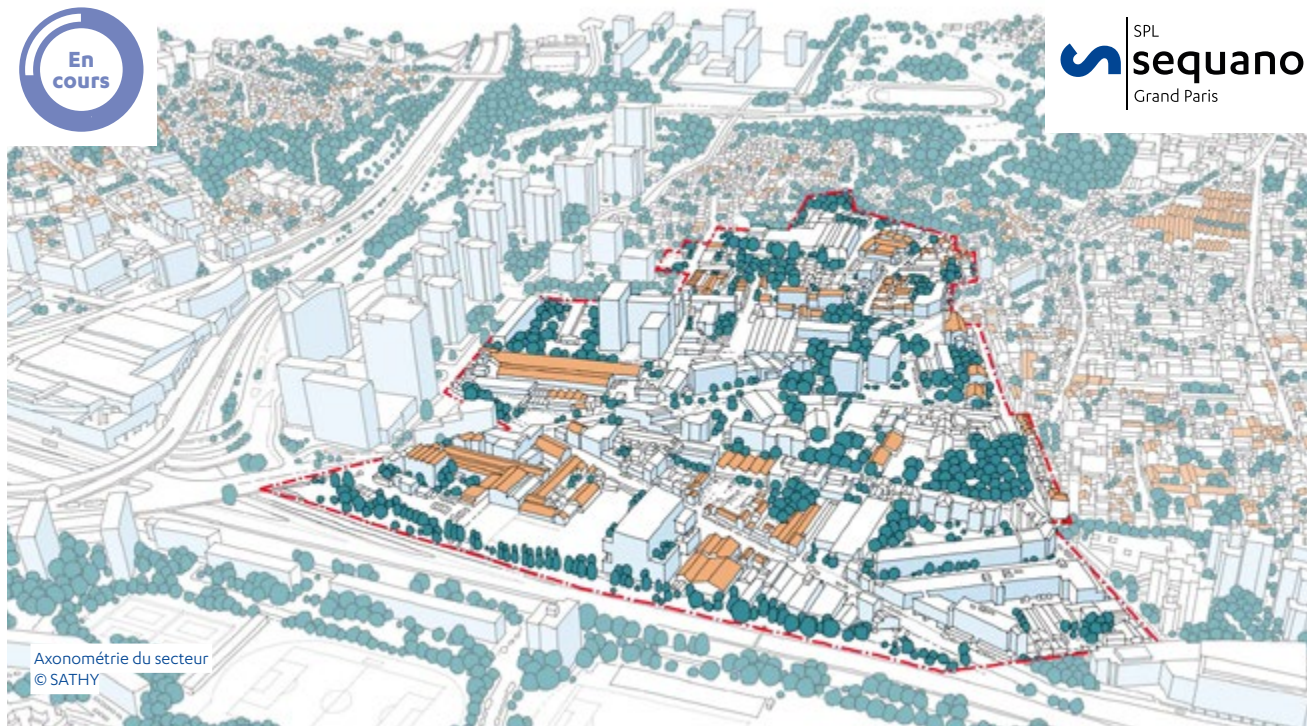 En
cours
SPL
sequano
Grand Paris
Axonométrie du secteur
© SATHY